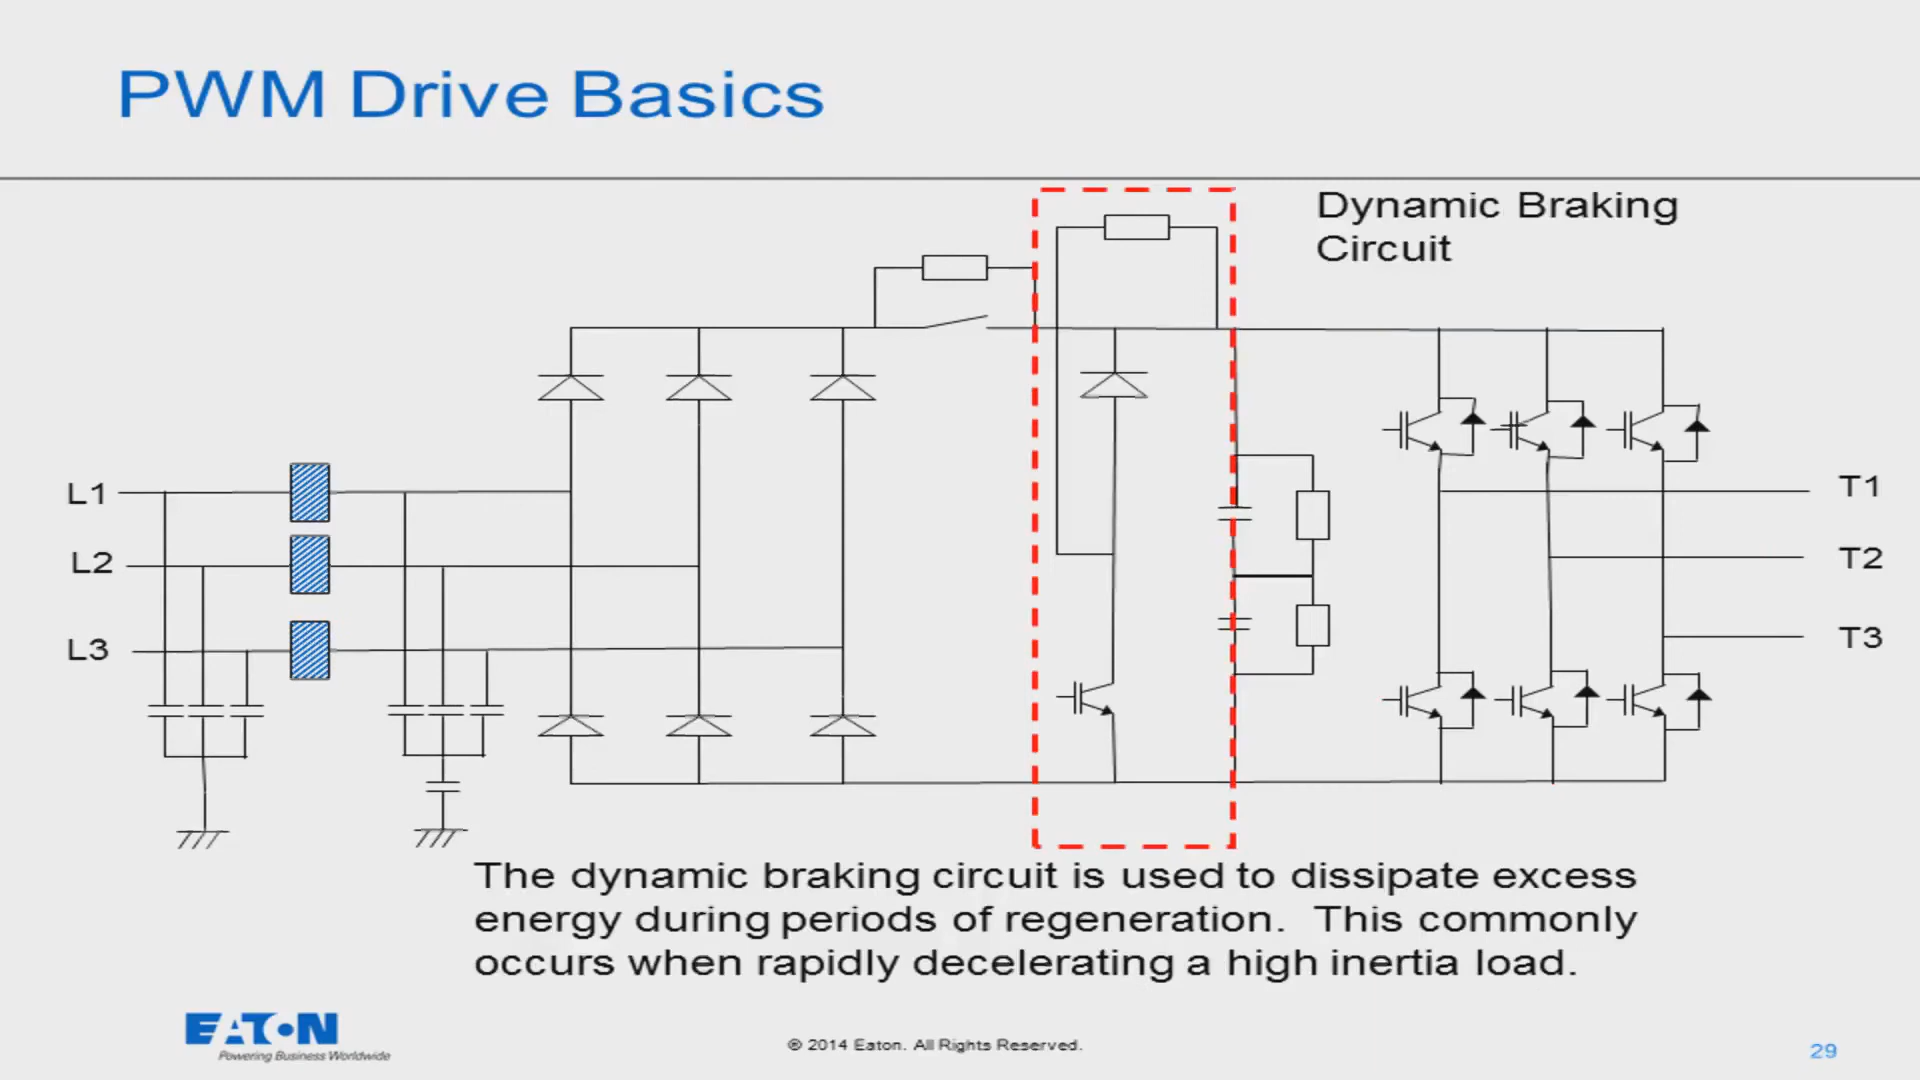 PWM Drive Basics
Dynamic Braking
Circuit
L1
L2
L3
T1
T2
T3
The dynamic braking circuit is used to dissipate excess
energy during periods of regeneration. This commonly
occurs when rapidly decelerating a high inertia load.
EATON
Powering Business Worldwide
® 2014 Eaton. All Rights Reserved.
29